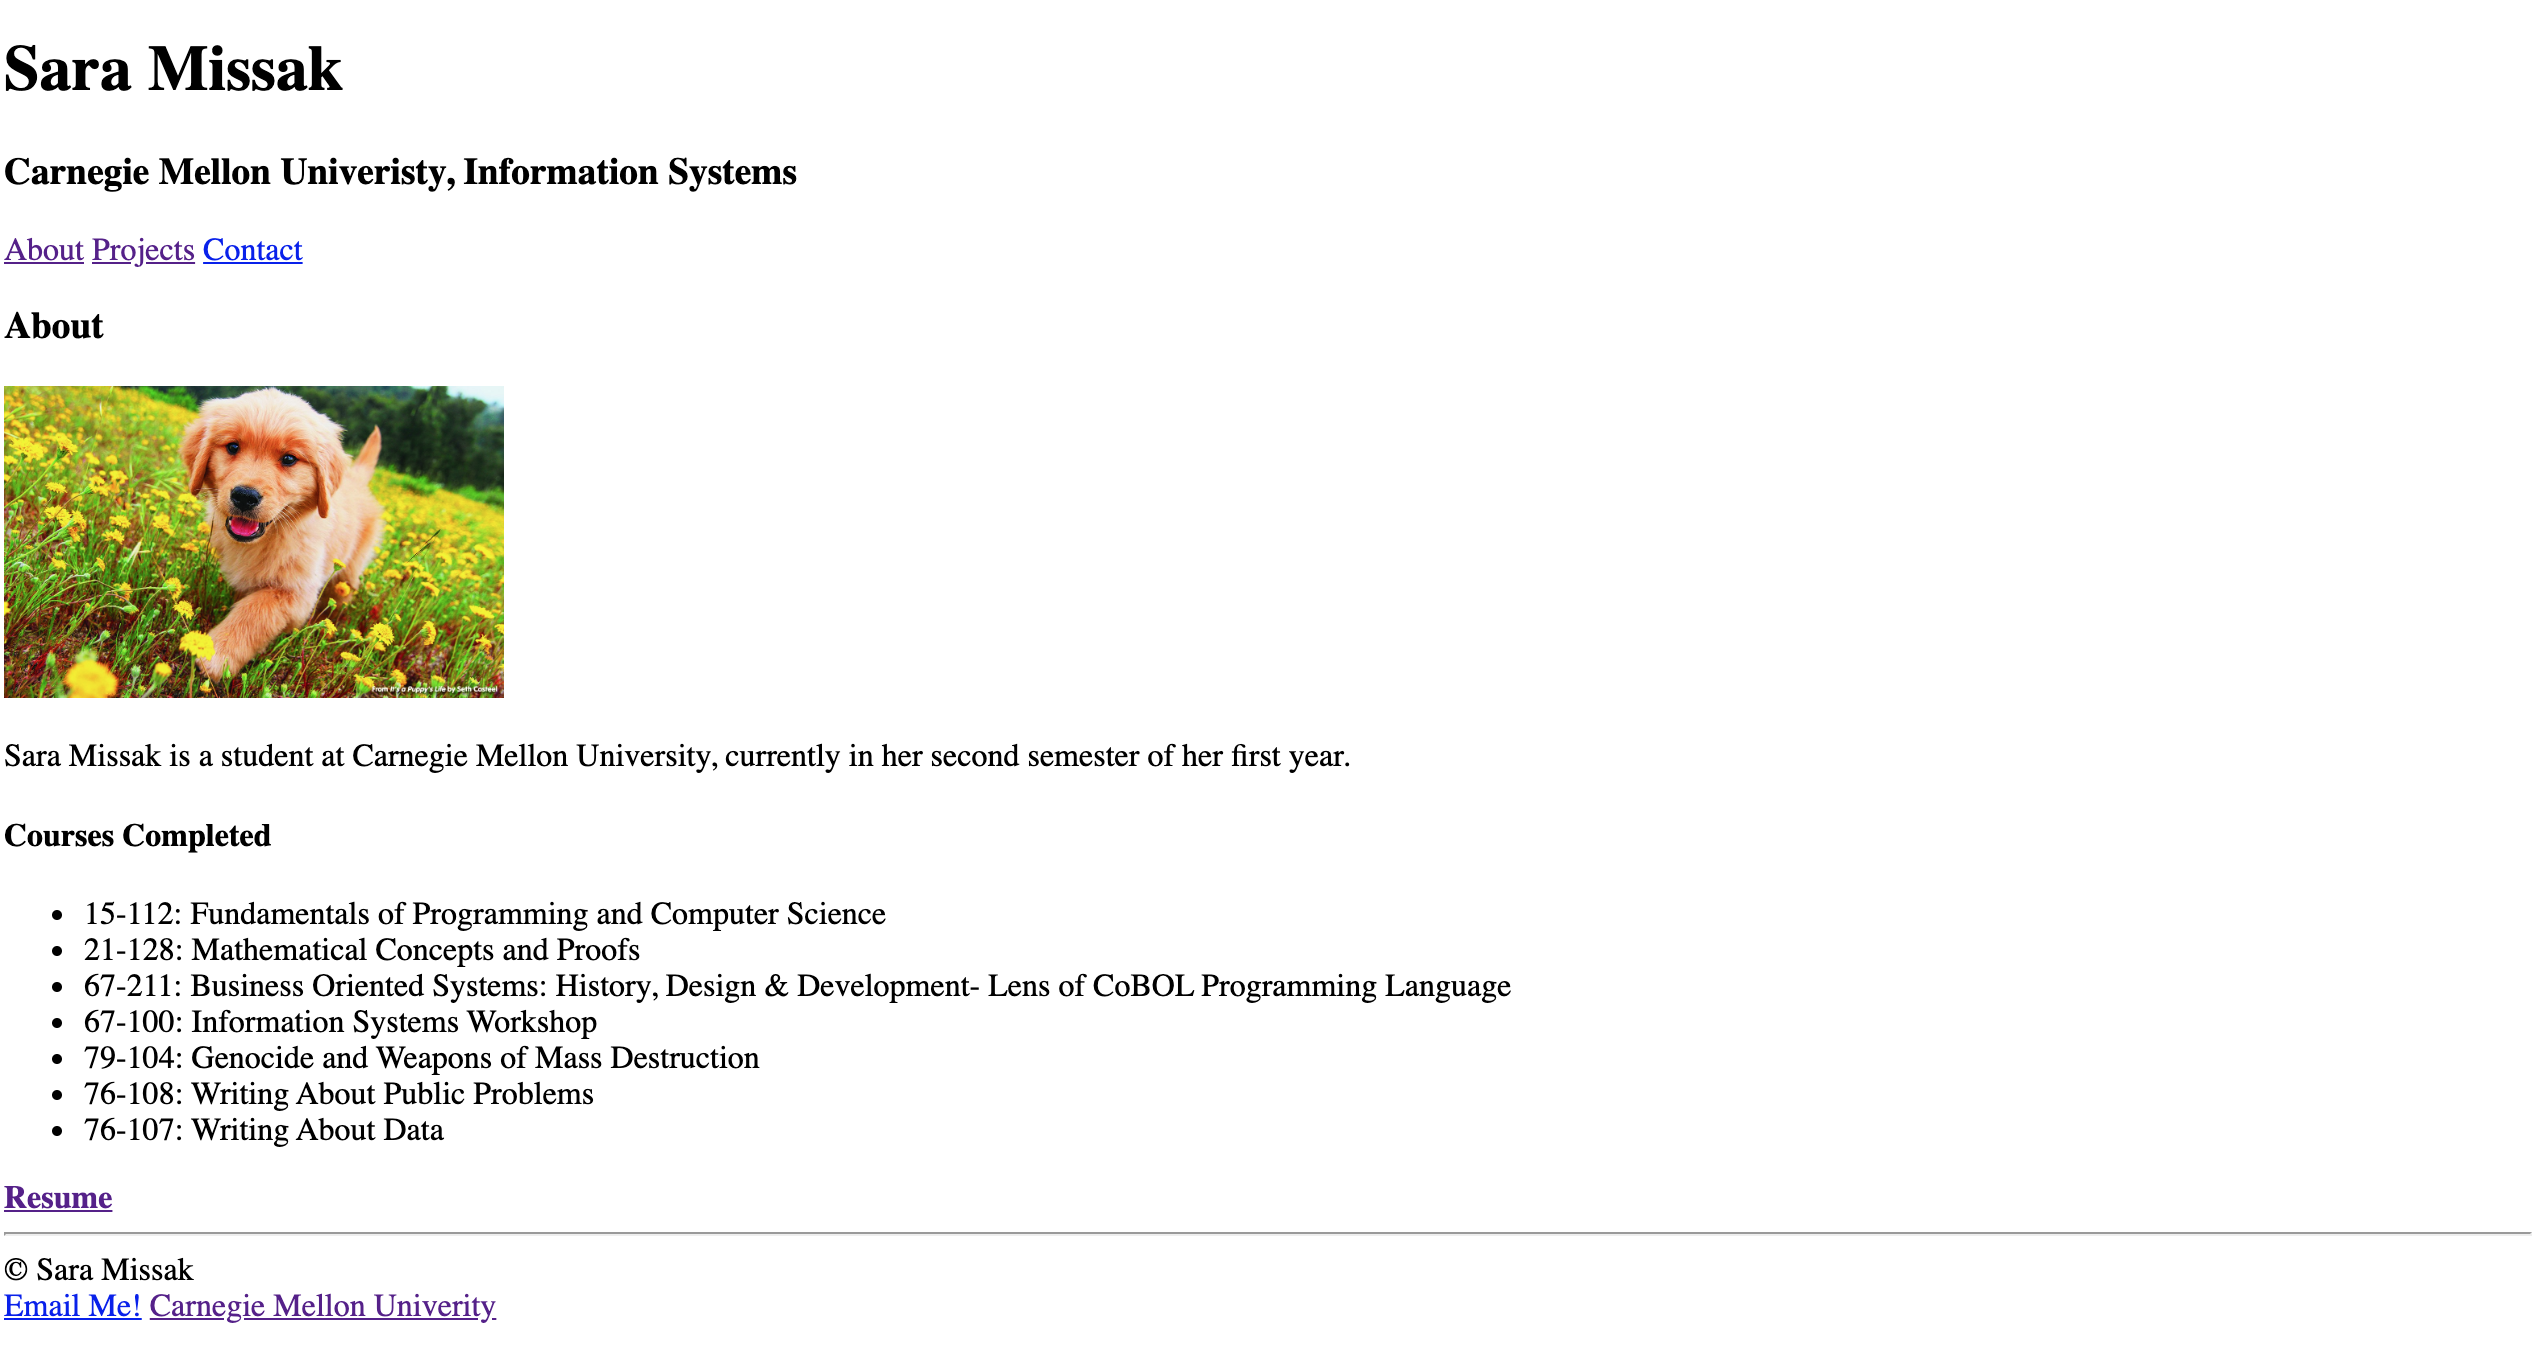 Sara Missak
Carnegie Mellon Univeristy, Information Systems
About Projects Contact
About
From It's a Puppy's Life by Seth Casteel
Sara Missak is a student at Carnegie Mellon University, currently in her second semester of her first year.
Courses Completed
• 15-112: Fundamentals of Programming and Computer Science
• 21-128: Mathematical Concepts and Proofs
• 67-211: Business Oriented Systems: History, Design & Development- Lens of CoBOL Programming Language
• 67-100: Information Systems Workshop
• 79-104: Genocide and Weapons of Mass Destruction
• 76-108: Writing About Public Problems
• 76-107: Writing About Data
Resume
© Sara Missak
Email Me! Carnegie Mellon Univerity